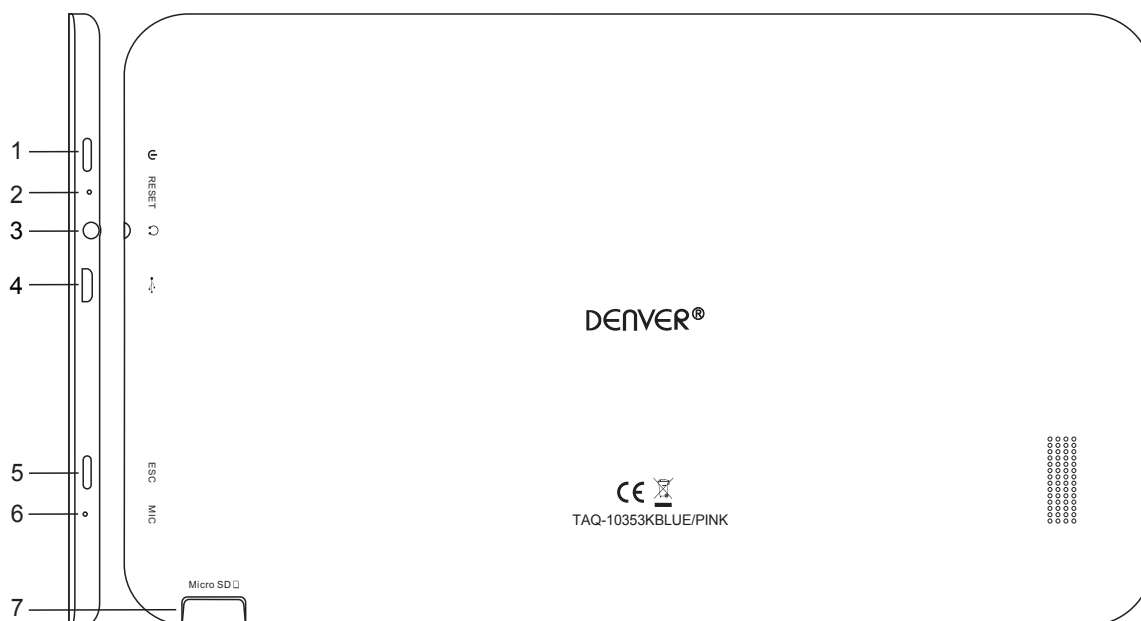 1
RESET
2
3
4
DENVER®
5
ESC
6
MIC
CE
TAQ-10353KBLUE/PINK
Micro SD
7